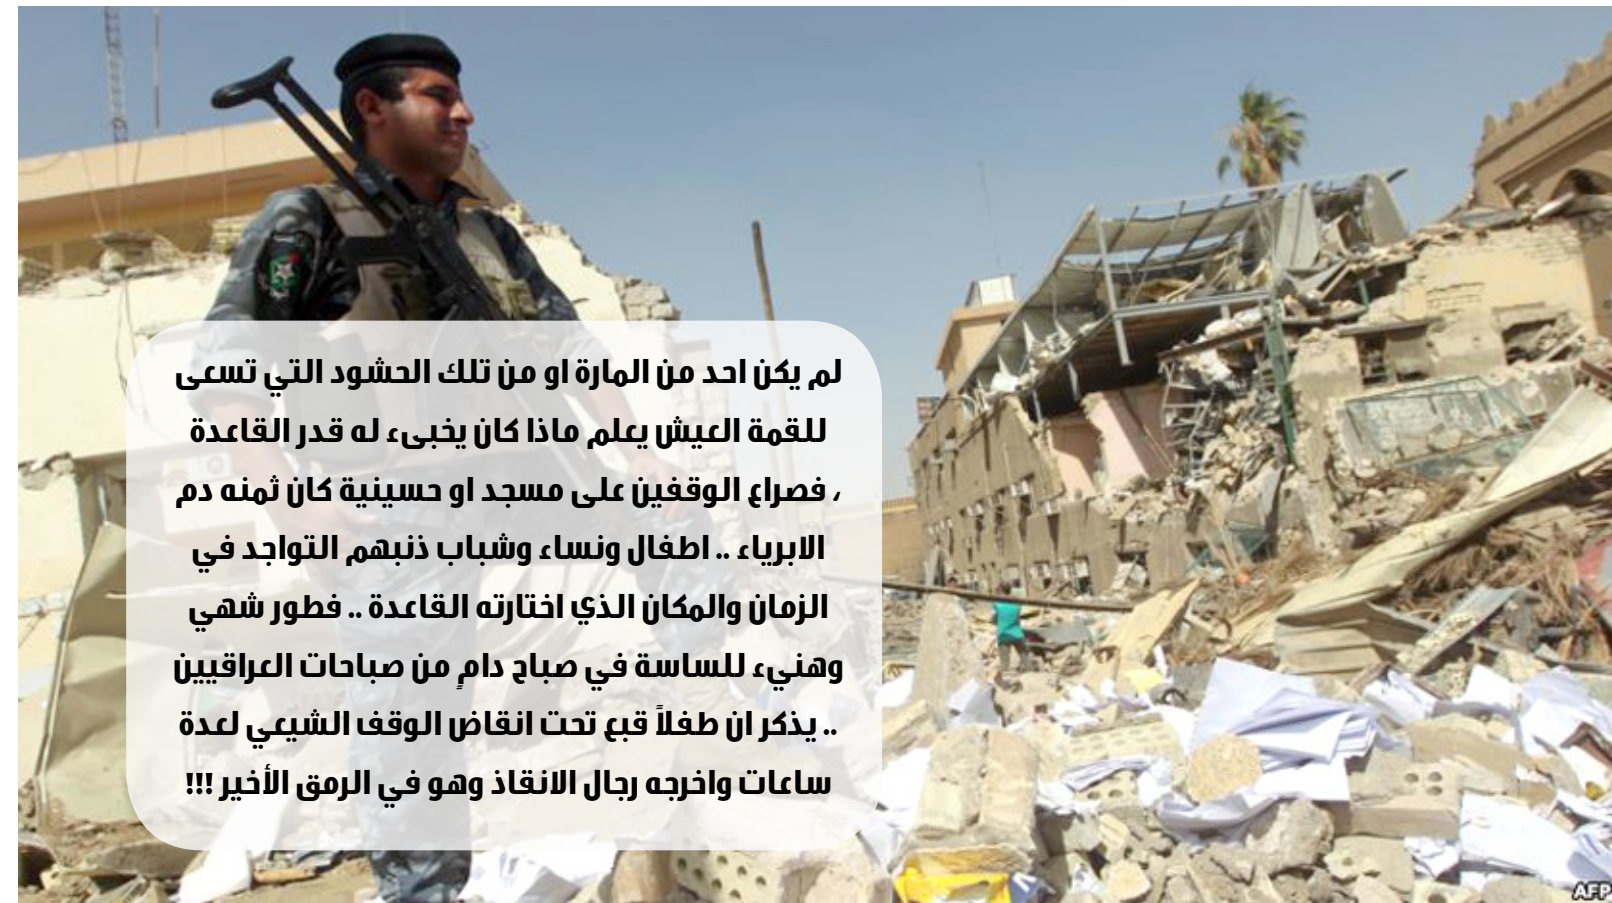 لم يكن احد من المارة او من تلك الحشود التي تسعى
للقمة العيش يعلم ماذا كان يخبىء له قدر القاعدة
، فصراع الوقفين على مسجد او حسينية كان ثمنه دم
الابرياء .. اطفال ونساء وشباب ذنبهم التواجد في
الزمان والمكان الذي اختارته القاعدة .. فطور شهي
وهنيء للساسة في صباح دامٍ من صباحات العراقيين
.. يذكر ان طفلاً قبع تحت انقاض الوقف الشيعي لعدة
ساعات واخرجه رجال الانقاذ وهو في الرمق الأخير !!!
AFP